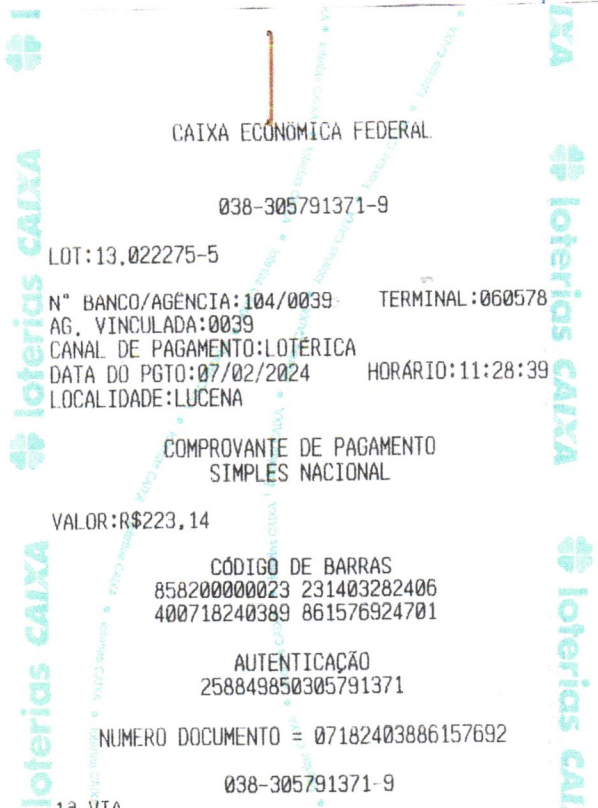 CAIXA ECONÔMICA FEDERAL
038-305791371-9
LOT:13.022275-5
N° BANCO/AGÊNCIA:104/0039 TERMINAL:060578
AG. VINCULADA:0039
CANAL DE PAGAMENTO:LOTÉRICA
DATA DO PGTO:07/02/2024 HORÁRIO:11:28:39
LOCALIDADE:LUCENA
COMPROVANTE DE PAGAMENTO
SIMPLES NACIONAL
VALOR:R$223,14
CÓDIGO DE BARRAS
858200000023 231403282406
400718240389 861576924701
AUTENTICAÇÃO
258849850305791371
NUMERO DOCUMENTO = 07182403886157692
038-305791371-9
1a VIA
loterias CAIXA
loterias CAIXA
loterias CAIXA
loterias CAIXA